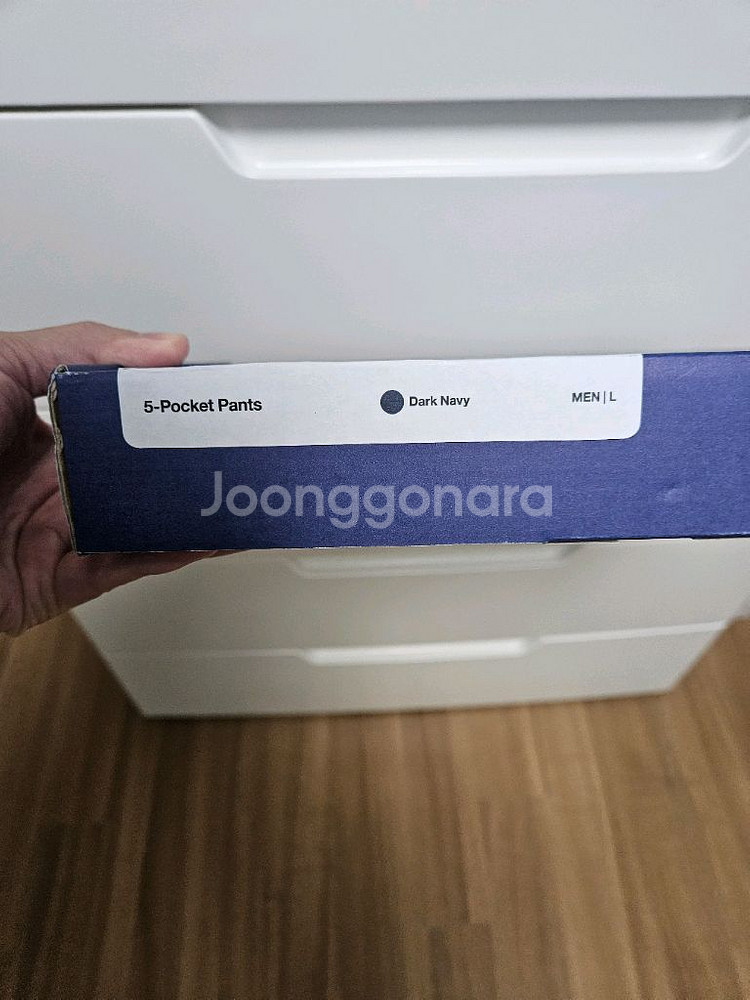 5-Pocket Pants
Dark Navy
MEN | L
Joonggonara